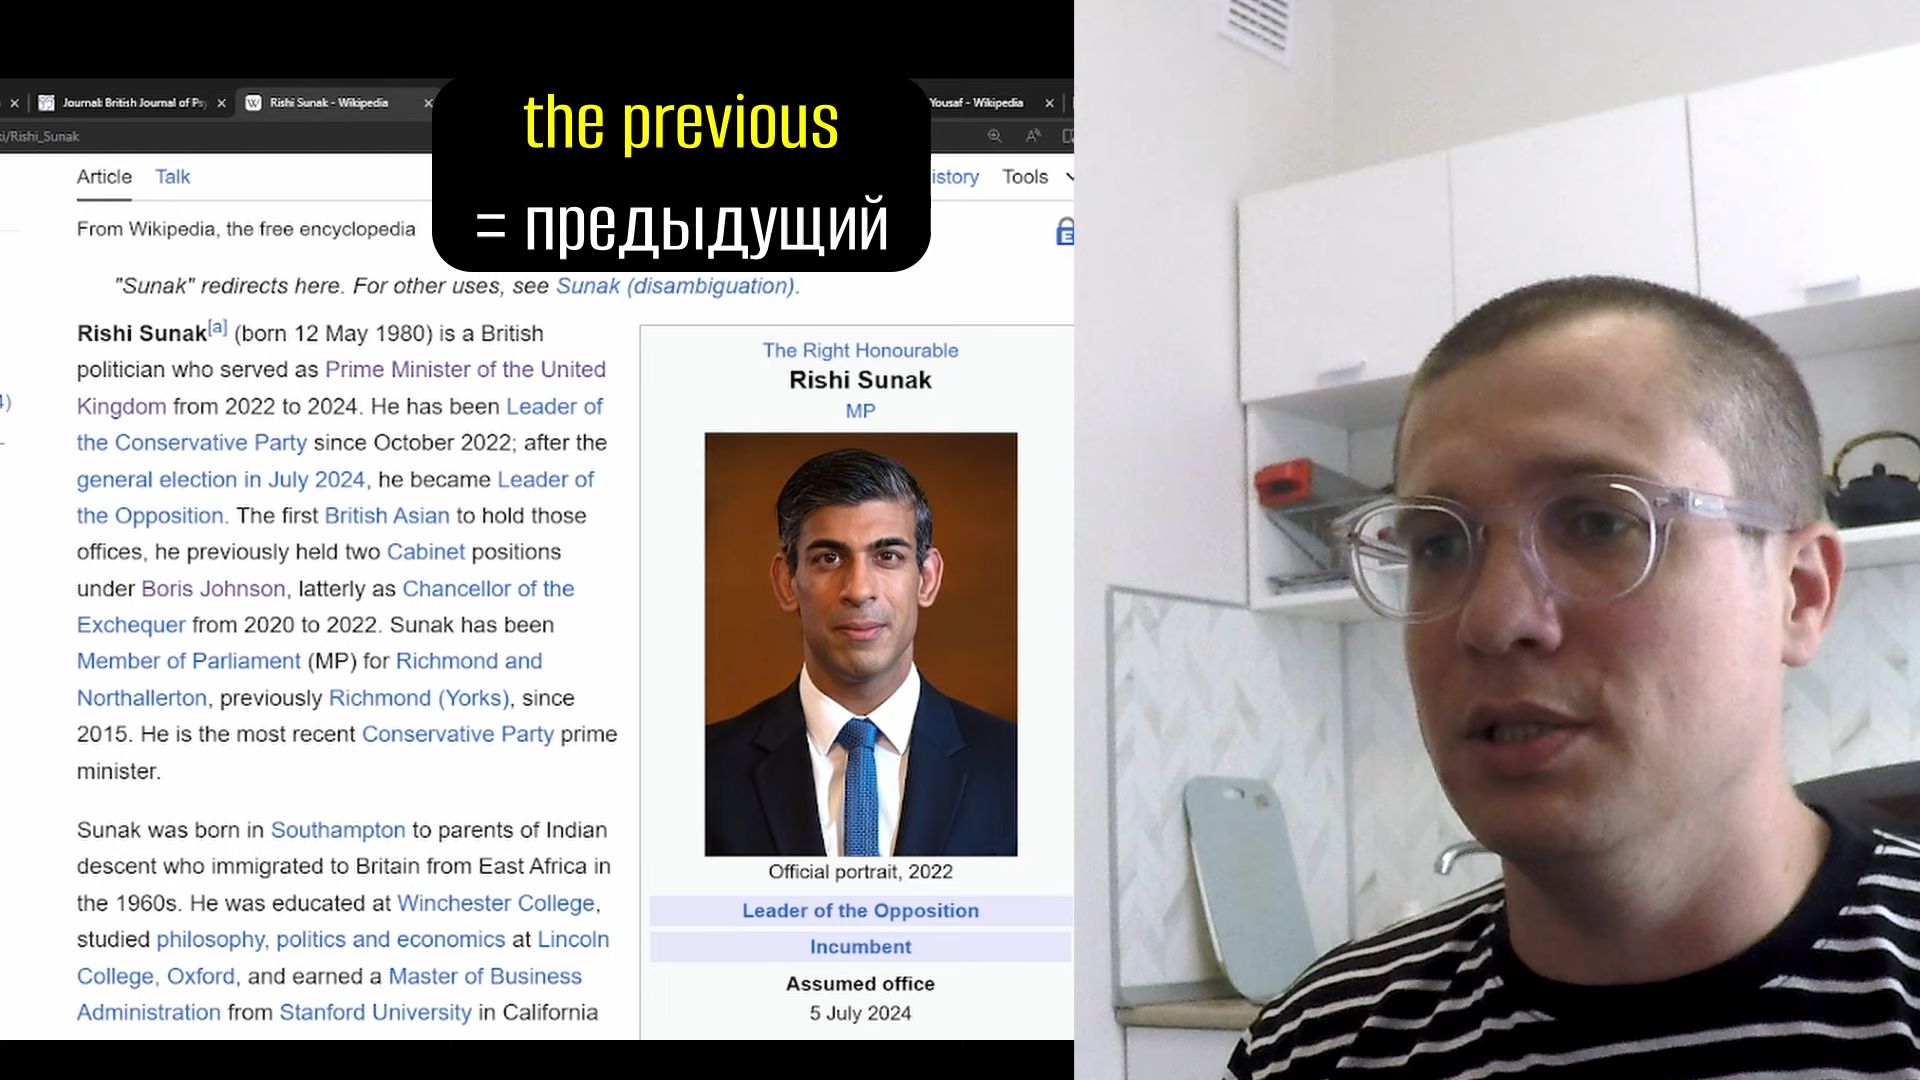 Journal: British Journal of Ps
Rishi Sunak - Wikipedia
Yousaf - Wikipedia
i/Rishi_Sunak
the previous
= предыдущий
Article
Talk
istory
Tools
From Wikipedia, the free encyclopedia
"Sunak" redirects here. For other uses, see Sunak (disambiguation).
Rishi Sunak[a] (born 12 May 1980) is a British
politician who served as Prime Minister of the United
Kingdom from 2022 to 2024. He has been Leader of
the Conservative Party since October 2022; after the
general election in July 2024, he became Leader of
the Opposition. The first British Asian to hold those
offices, he previously held two Cabinet positions
under Boris Johnson, latterly as Chancellor of the
Exchequer from 2020 to 2022. Sunak has been
Member of Parliament (MP) for Richmond and
Northallerton, previously Richmond (Yorks), since
2015. He is the most recent Conservative Party prime
minister.
Sunak was born in Southampton to parents of Indian
descent who immigrated to Britain from East Africa in
the 1960s. He was educated at Winchester College,
studied philosophy, politics and economics at Lincoln
College, Oxford, and earned a Master of Business
Administration from Stanford University in California
The Right Honourable
Rishi Sunak
MP
Official portrait, 2022
Leader of the Opposition
Incumbent
Assumed office
5 July 2024